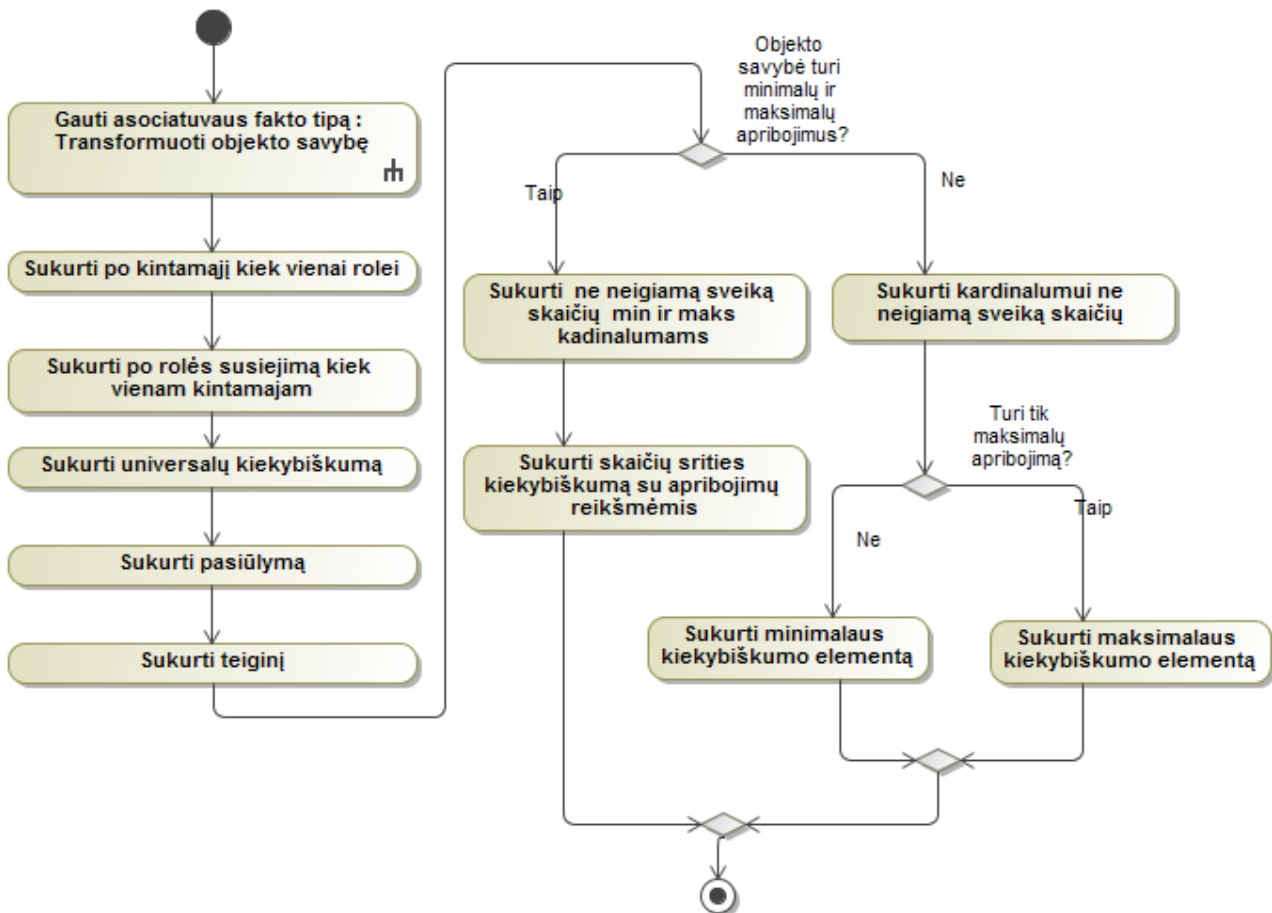 Gauti asociatuvaus fakto tipą :
Transformuoti objekto savybę
Sukurti po kintamąjį kiek vienai rolei
Sukurti po rolės susiejimą kiek
vienam kintamajam
Sukurti universalų kiekybiškumą
Sukurti pasiūlymą
Sukurti teiginį
Objekto
savybė turi
minimalų ir
maksimalų
apribojimus?
Taip
Ne
Sukurti  ne neigiamą sveiką
skaičių  min ir maks
kadinalumams
Sukurti kardinalumui ne
neigiamą sveiką skaičių
Sukurti skaičių srities
kiekybiškumą su apribojimų
reikšmėmis
Turi tik
maksimalų
apribojimą?
Ne
Taip
Sukurti minimalaus
kiekybiškumo elementą
Sukurti maksimalaus
kiekybiškumo elementą